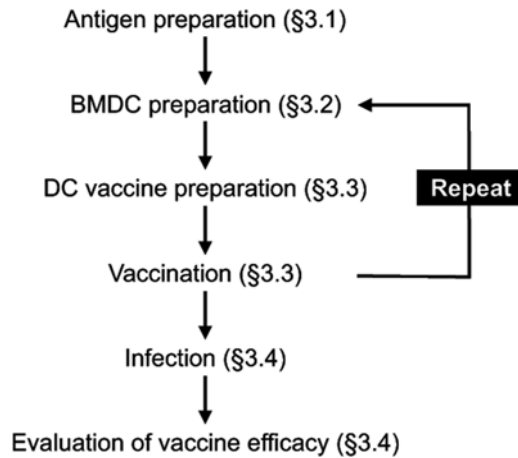 Antigen preparation (§3.1)
BMDC preparation (§3.2)
DC vaccine preparation (§3.3)
Repeat
Vaccination (§3.3)
Infection (§3.4)
Evaluation of vaccine efficacy (§3.4)